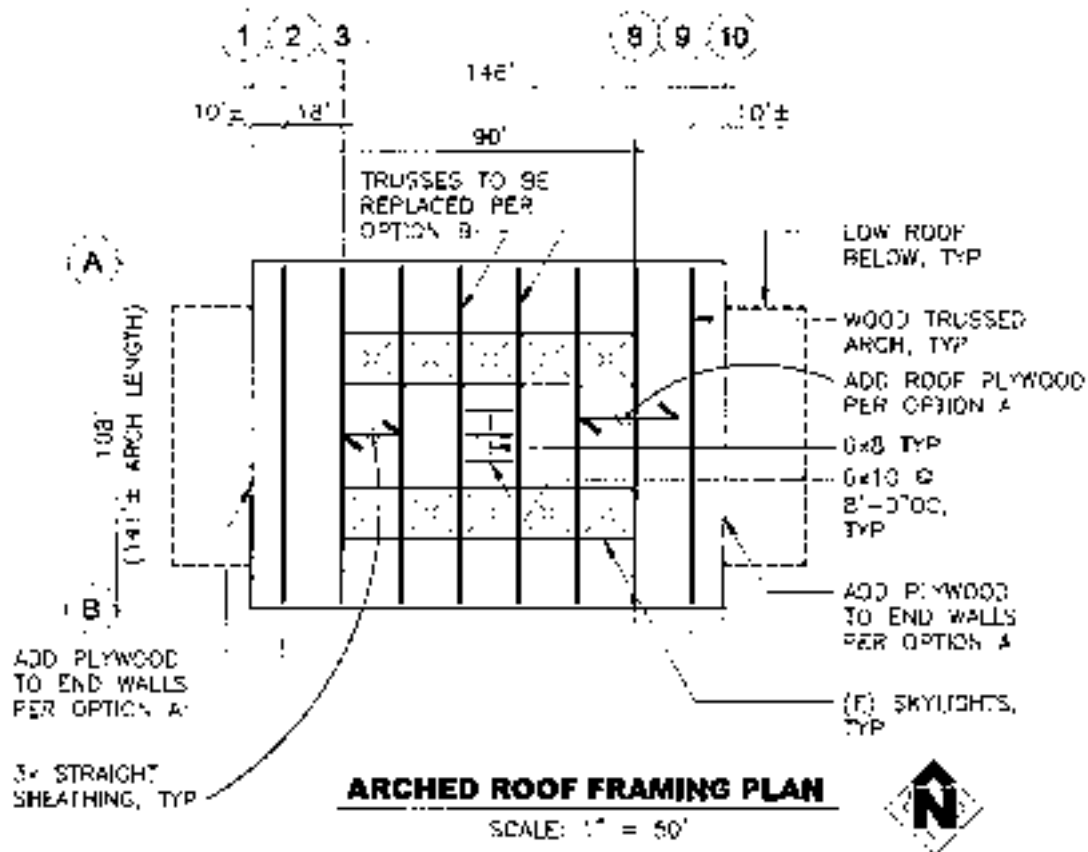 1 2 3 8 9 10
146'
10'± 18' 10'±
90'
TRUSSES TO BE
REPLACED PER
OPTION B
LOW ROOF
BELOW, TYP
A
WOOD TRUSSED
ARCH, TYP
ADD ROOF PLYWOOD
PER OPTION A
6x8 TYP
6x10 @
TYP
108'
(141'± ARCH LENGTH)
B
ADD PLYWOOD
TO END WALLS
PER OPTION A
ADD PLYWOOD
TO END WALLS
PER OPTION A
(E) SKYLIGHTS,
TYP
3x STRAIGHT
SHEATHING, TYP
ARCHED ROOF FRAMING PLAN
SCALE: 1" = 50'
N